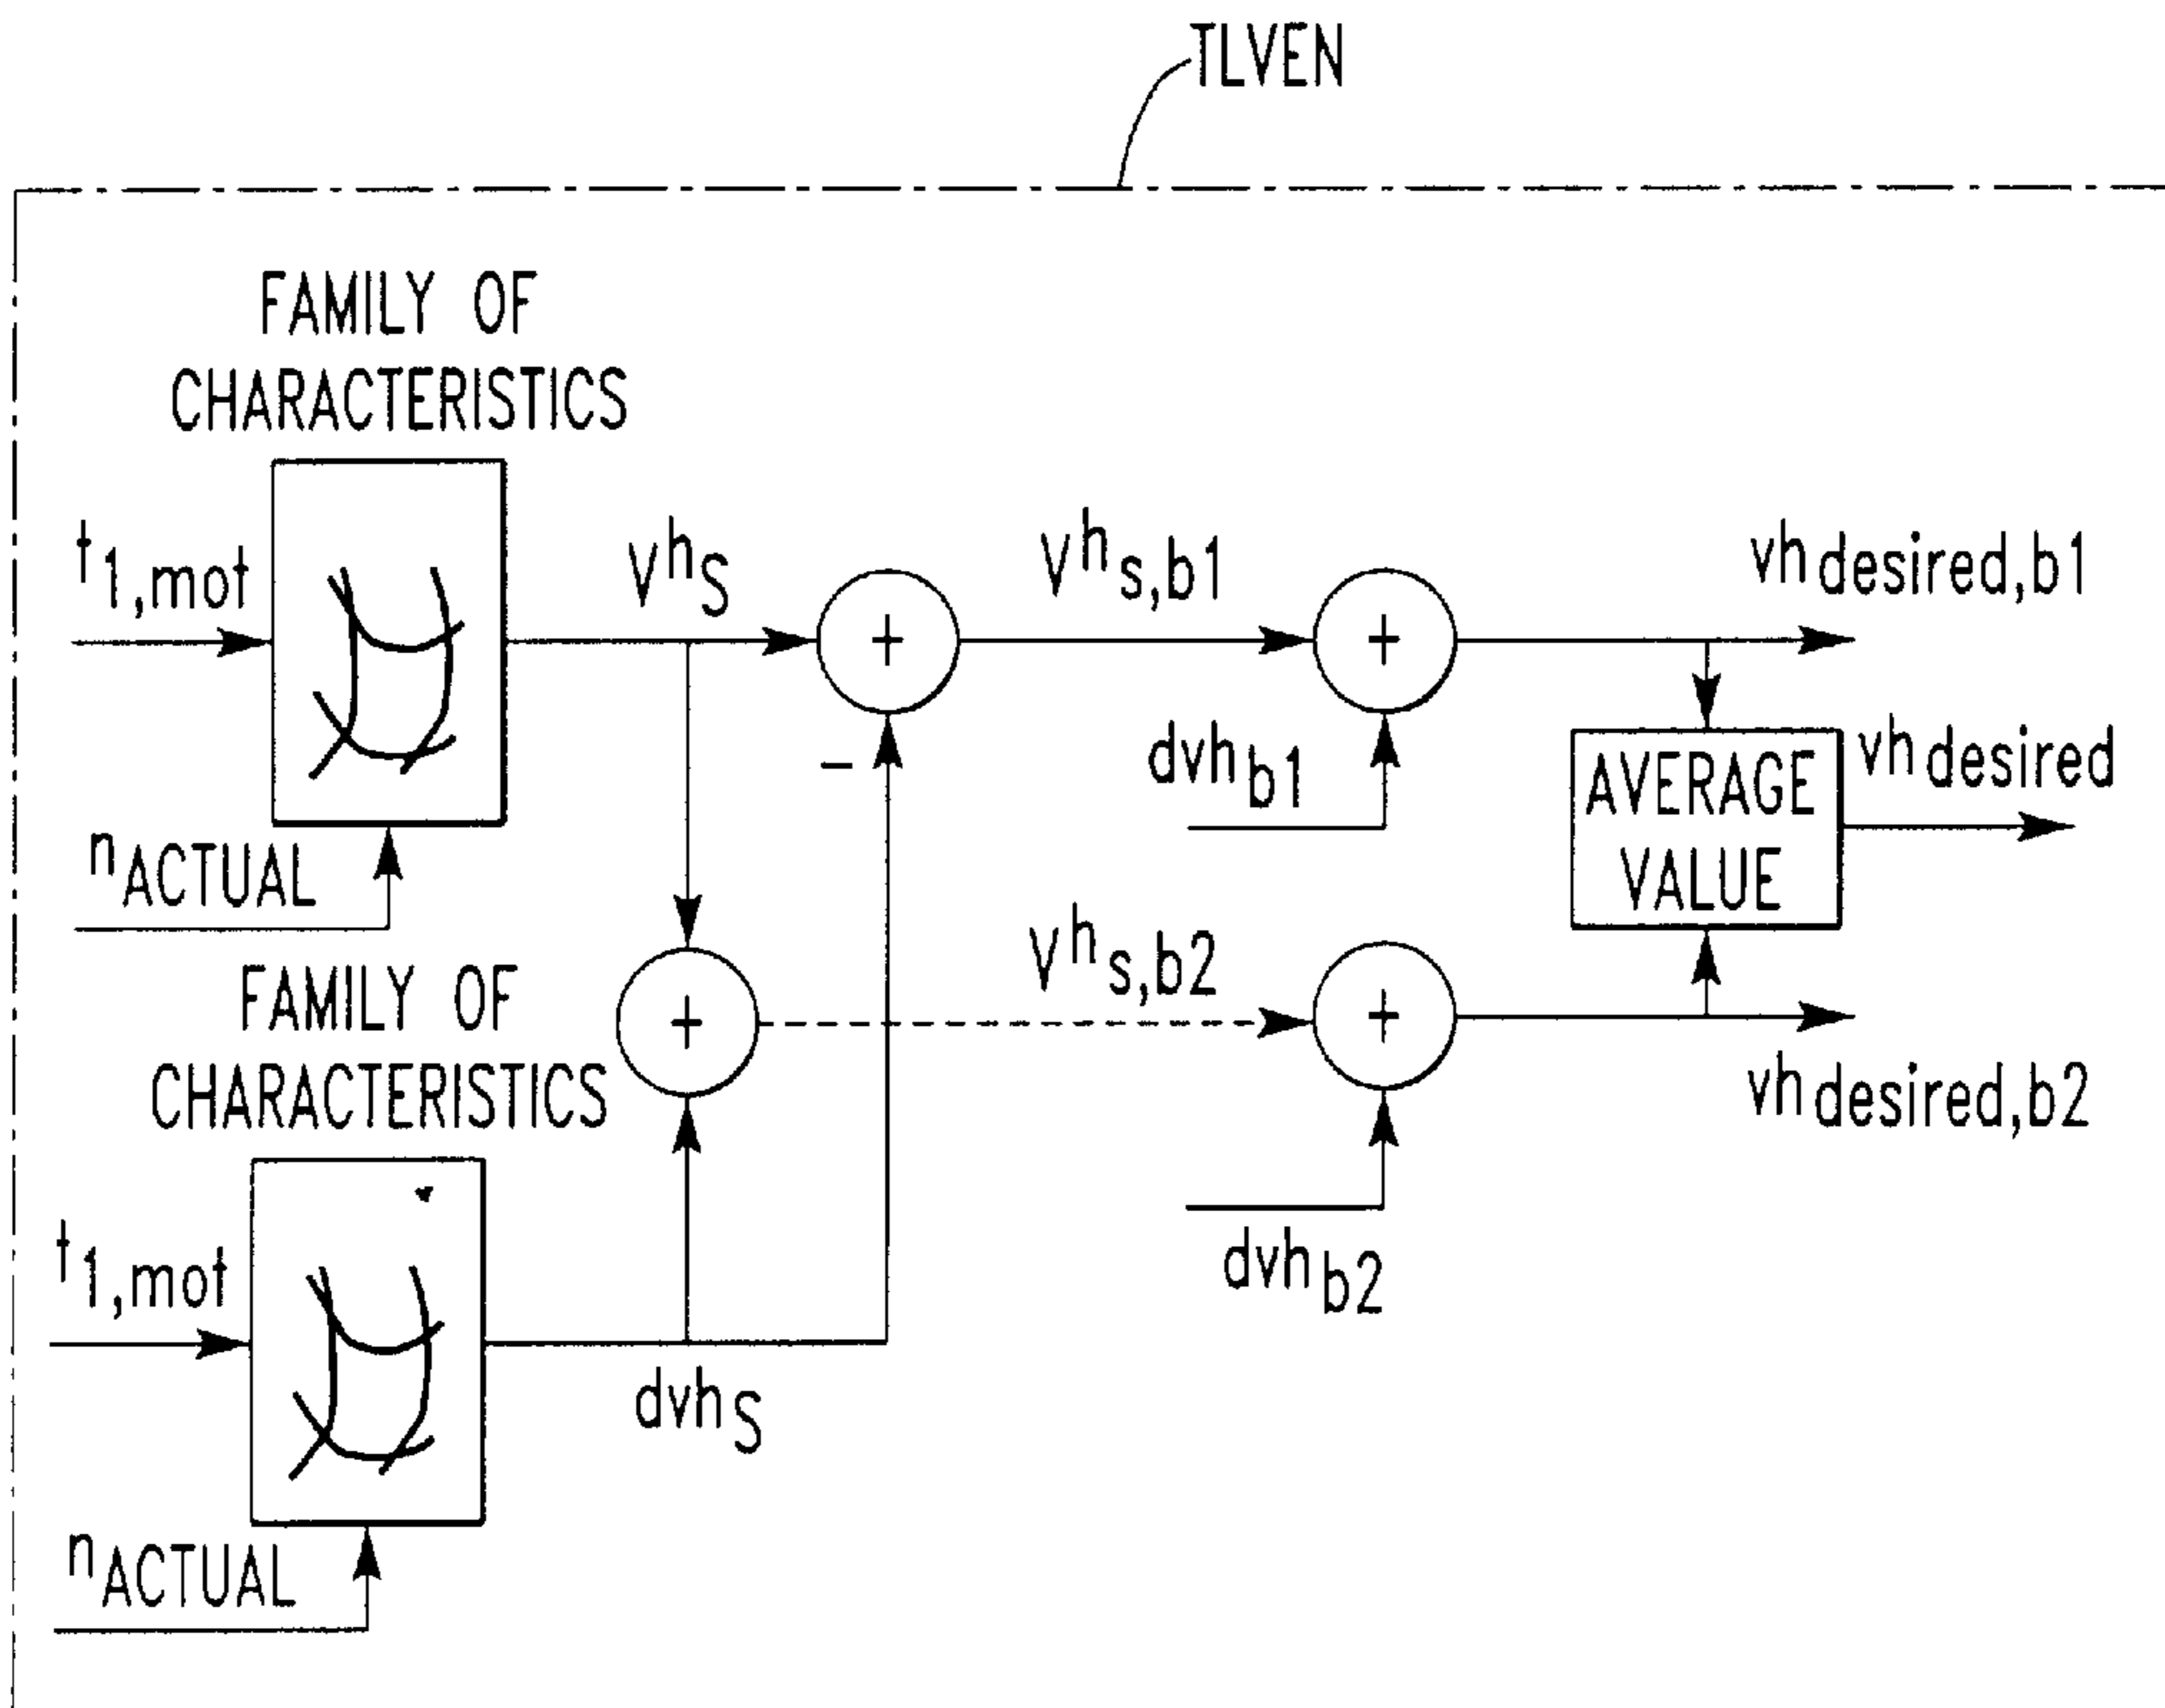 TLVEN
FAMILY OF
CHARACTERISTICS
t1,mot
vhS
vhs,b1
vhdesired,b1
+
+
-
dvhb1
AVERAGE
VALUE
vhdesired
nACTUAL
FAMILY OF
CHARACTERISTICS
+
vhs,b2
+
vhdesired,b2
t1,mot
dvhS
dvhb2
nACTUAL